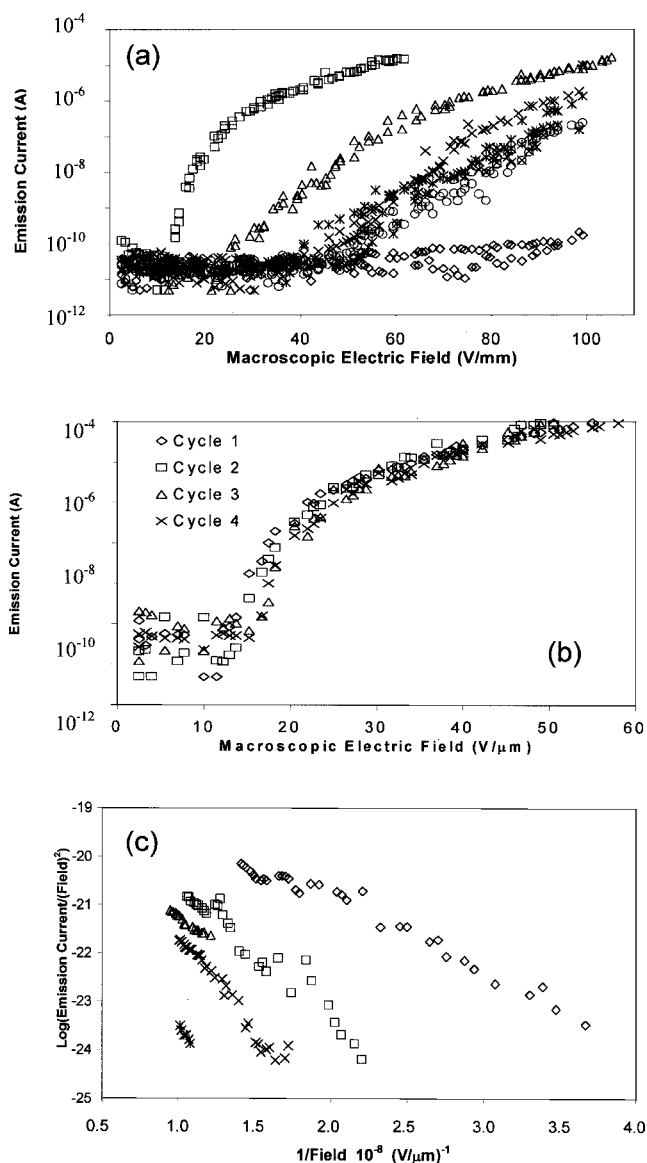 (a)
10⁻⁴
10⁻⁶
10⁻⁸
10⁻¹⁰
10⁻¹²
Emission Current (A)
0 20 40 60 80 100
Macroscopic Electric Field (V/mm)
10⁻⁴
10⁻⁶
10⁻⁸
10⁻¹⁰
10⁻¹²
Emission Current (A)
Cycle 1
Cycle 2
Cycle 3
Cycle 4
(b)
0 10 20 30 40 50 60
Macroscopic Electric Field (V/μm)
(c)
-19
-20
-21
-22
-23
-24
-25
Log(Emission Current/(Field)²)
0.5 1.0 1.5 2.0 2.5 3.0 3.5 4.0
1/Field 10⁻⁸ (V/μm)⁻¹